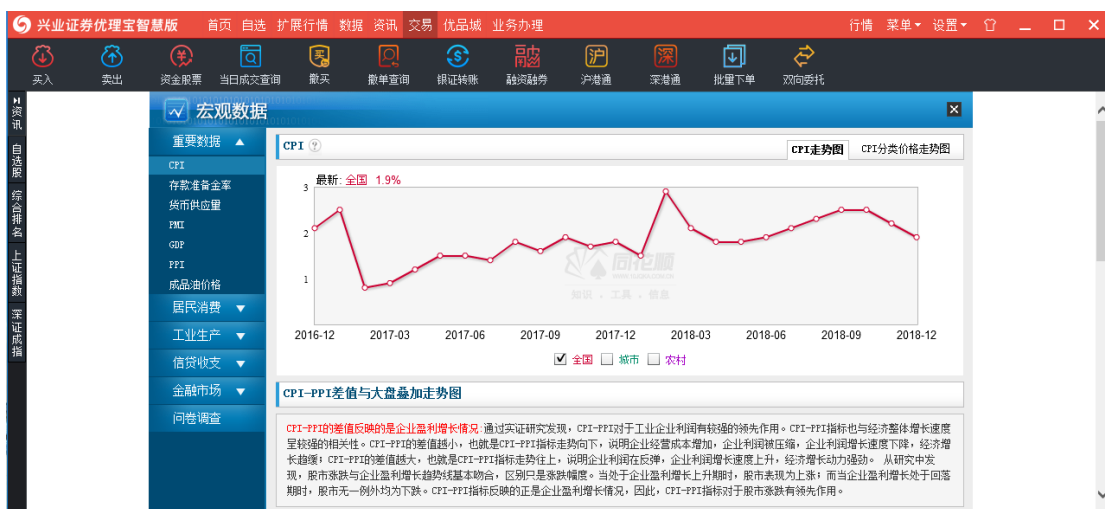 兴业证券优理宝智慧版 首页 自选 扩展行情 数据 资讯 交易 优品城 业务办理 行情 菜单 设置
买入 卖出 资金股票 当日成交查询 撤买 撤单查询 银证转账 融资融券 沪港通 深港通 批量下单 双向委托
资讯
自选股
综合排名
上证指数
深证成指
宏观数据
重要数据
CPI
存款准备金率
货币供应量
PMI
GDP
PPI
成品油价格
居民消费
工业生产
信贷收支
金融市场
问卷调查
CPI ? CPI走势图 CPI分类价格走势图
最新: 全国 1.9%
3
2
1
同花顺
知识 . 工具 . 信息
2016-12 2017-03 2017-06 2017-09 2017-12 2018-03 2018-06 2018-09 2018-12
全国 城市 农村
CPI-PPI差值与大盘叠加走势图
CPI-PPI的差值反映的是企业盈利增长情况:通过实证研究发现，CPI-PPI对于工业企业利润有较强的领先作用。CPI-PPI指标也与经济整体增长速度
呈较强的相关性。CPI-PPI的差值越小，也就是CPI-PPI指标走势向下，说明企业经营成本增加，企业利润被压缩，企业利润增长速度下降，经济增
长趋缓；CPI-PPI的差值越大，也就是CPI-PPI指标走势往上，说明企业利润在反弹，企业利润增长速度上升，经济增长动力强劲。 从研究中发
现，股市涨跌与企业盈利增长趋势线基本吻合，区别只是涨跌幅度。当处于企业盈利增长上升期时，股市表现为上涨；而当企业盈利增长处于回落
期时，股市无一例外均为下跌。CPI-PPI指标反映的正是企业盈利增长情况，因此，CPI-PPI指标对于股市涨跌有领先作用。